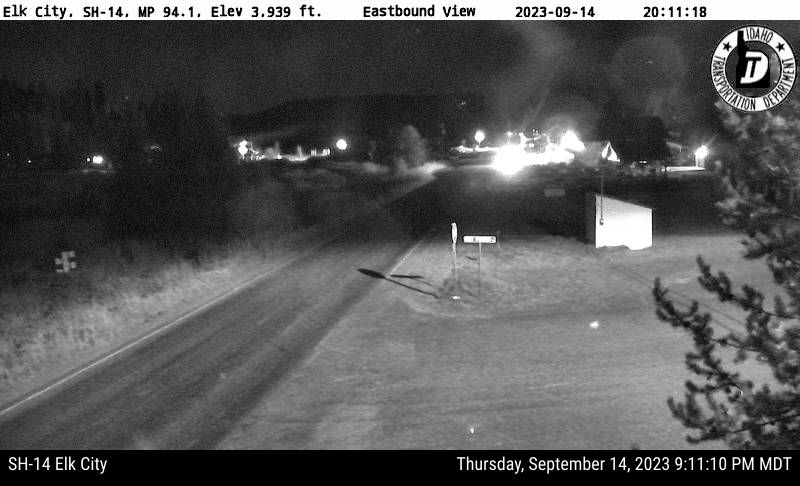 Elk City, SH-14, MP 94.1, Elev 3,939 ft. Eastbound View 2023-09-14 20:11:18
IDAHO
TRANSPORTATION DEPARTMENT
SH-14 Elk City Thursday, September 14, 2023 9:11:10 PM MDT